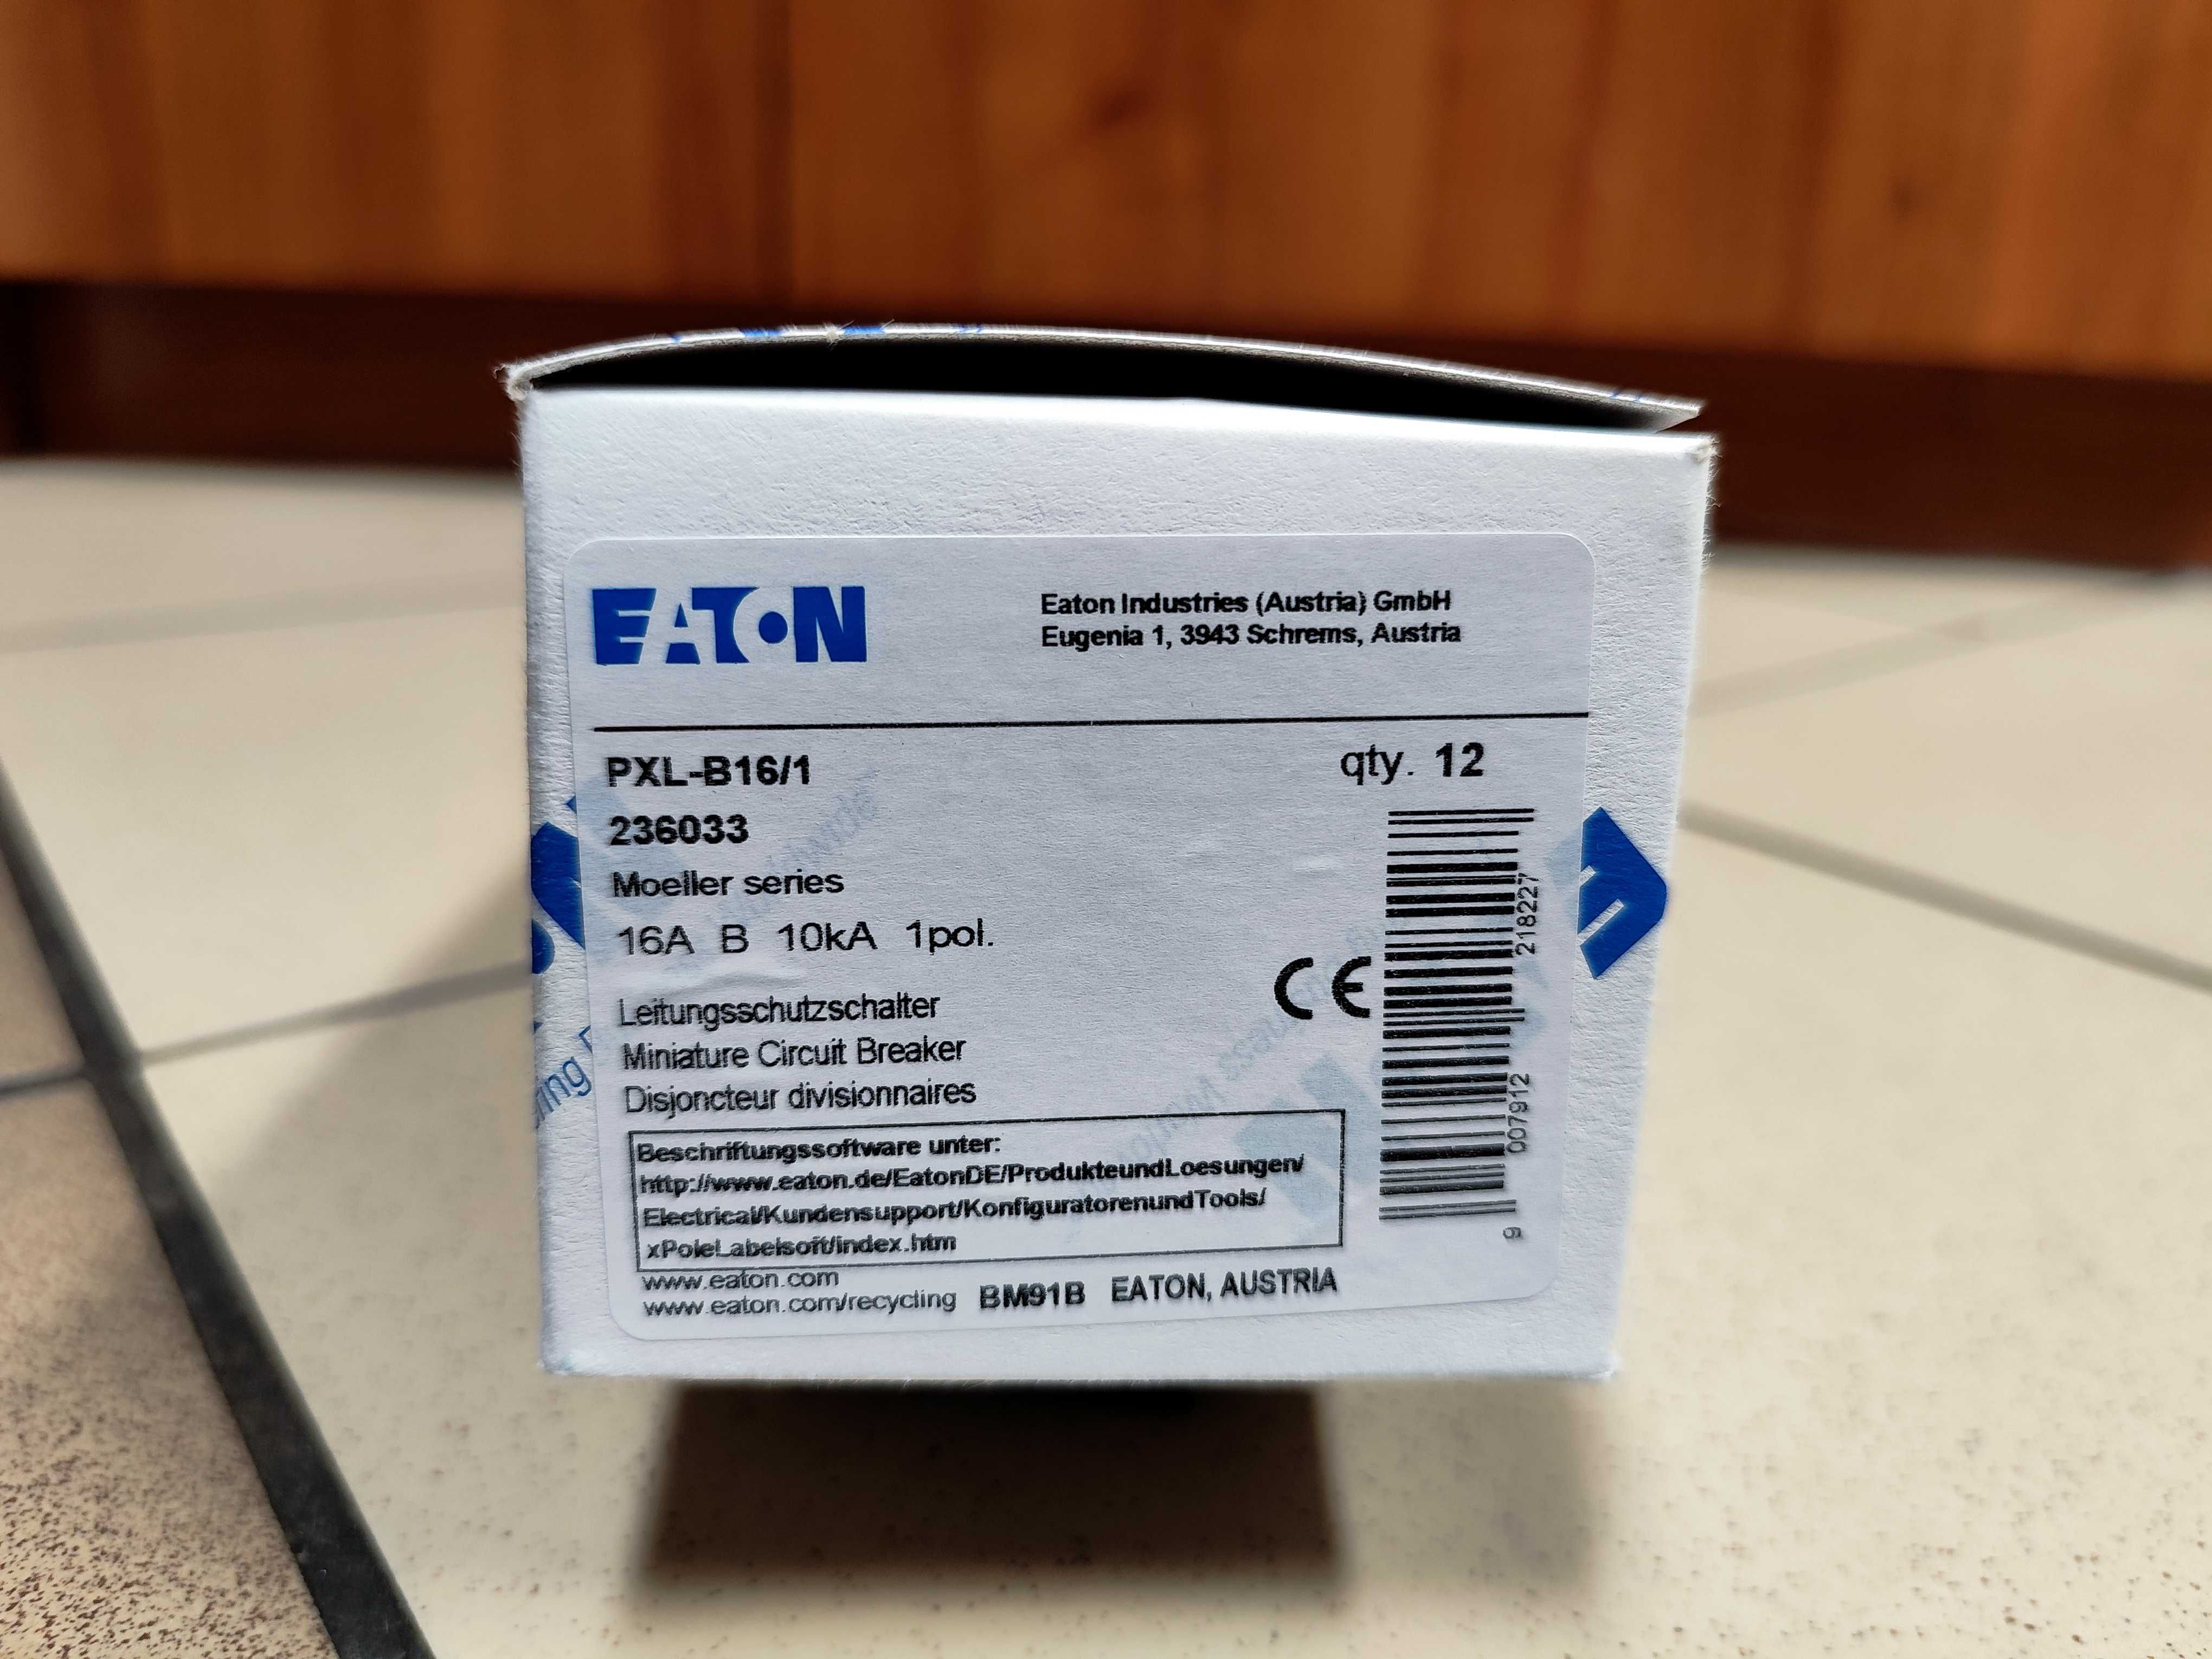 EATON
Eaton Industries (Austria) GmbH
Eugenia 1, 3943 Schrems, Austria
PXL-B16/1
qty. 12
236033
Moeller series
16A B 10kA 1pol.
CE
Leitungsschutzschalter
Miniature Circuit Breaker
Disjoncteur divisionnaires
Beschriftungssoftware unter:
http://www.eaton.de/EatonDE/ProdukteundLoesungen/
Electrical/Kundensupport/KonfiguratorenundTools/
xPoleLabelsoft/index.htm
www.eaton.com
www.eaton.com/recycling BM91B EATON, AUSTRIA
9 007912 218227